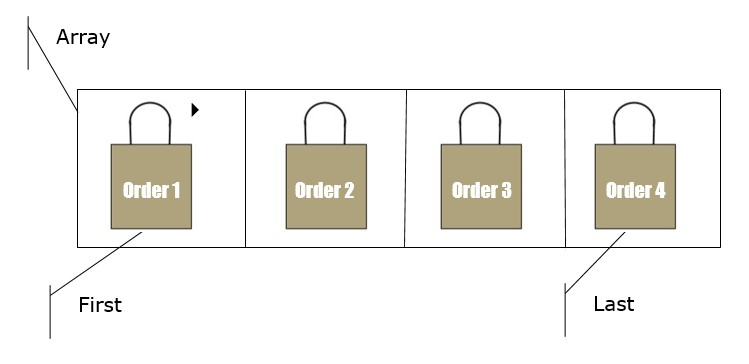 Array
Order 1
Order 2
Order 3
Order 4
First
Last